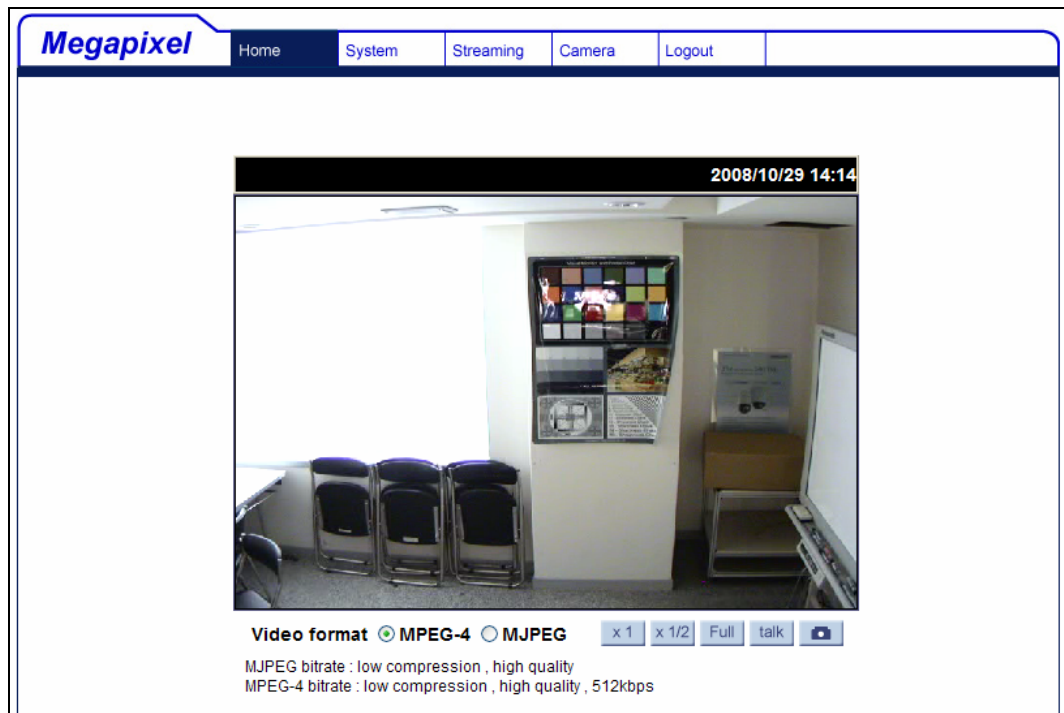 Megapixel
Home System Streaming Camera Logout
2008/10/29 14:14
Video format MPEG-4 MJPEG x 1 x 1/2 Full talk
MJPEG bitrate : low compression , high quality
MPEG-4 bitrate : low compression , high quality , 512kbps